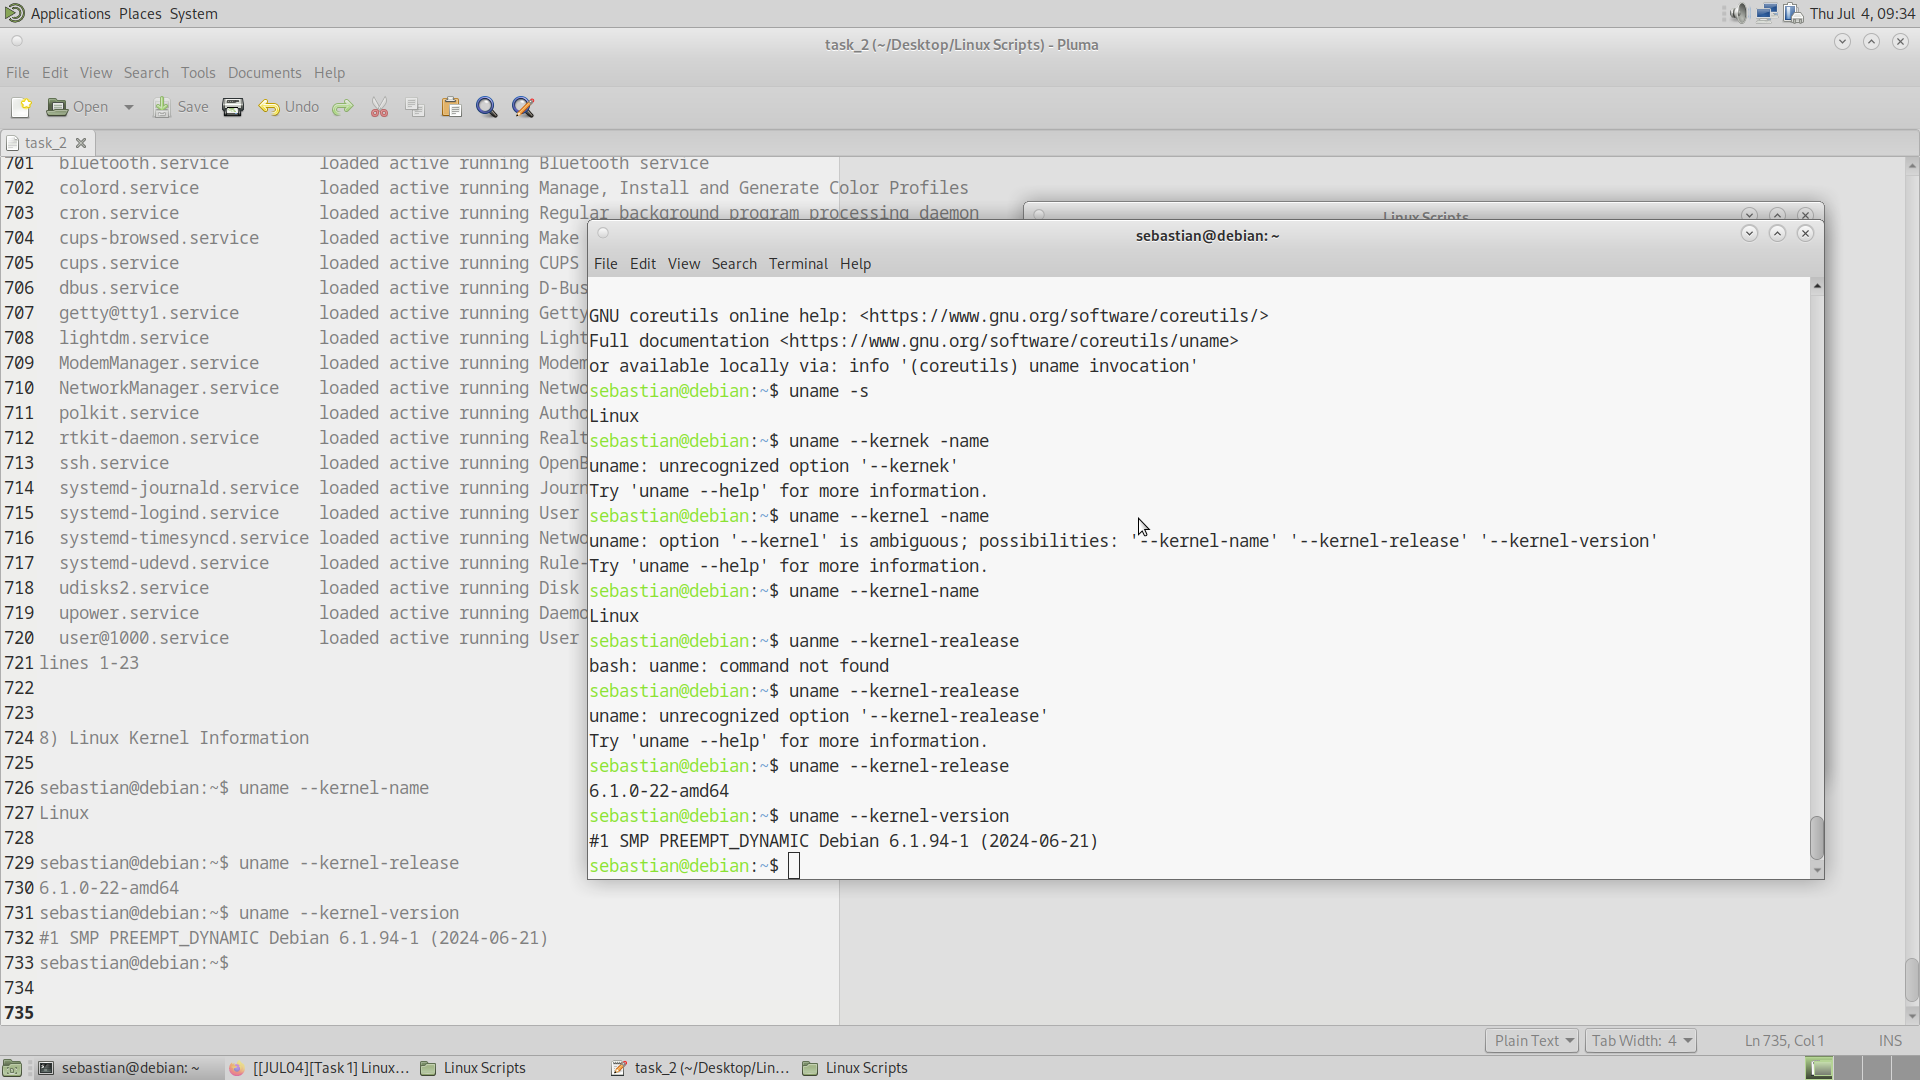 Applications Places System
Thu Jul 4, 09:34
task_2 (~/Desktop/Linux Scripts) - Pluma
File Edit View Search Tools Documents Help
Open Save Undo
task_2
701 bluetooth.service loaded active running Bluetooth service
702 colord.service loaded active running Manage, Install and Generate Color Profiles
703 cron.service loaded active running Regular background program processing daemon
704 cups-browsed.service loaded active running Make
705 cups.service loaded active running CUPS
706 dbus.service loaded active running D-Bus
707 getty@tty1.service loaded active running Getty
708 lightdm.service loaded active running Light
709 ModemManager.service loaded active running Modem
710 NetworkManager.service loaded active running Netwo
711 polkit.service loaded active running Autho
712 rtkit-daemon.service loaded active running Realt
713 ssh.service loaded active running OpenB
714 systemd-journald.service loaded active running Journ
715 systemd-logind.service loaded active running User
716 systemd-timesyncd.service loaded active running Netwo
717 systemd-udevd.service loaded active running Rule-
718 udisks2.service loaded active running Disk
719 upower.service loaded active running Daemo
720 user@1000.service loaded active running User
721 lines 1-23
722
723
724 8) Linux Kernel Information
725
726 sebastian@debian:~$ uname --kernel-name
727 Linux
728
729 sebastian@debian:~$ uname --kernel-release
730 6.1.0-22-amd64
731 sebastian@debian:~$ uname --kernel-version
732 #1 SMP PREEMPT_DYNAMIC Debian 6.1.94-1 (2024-06-21)
733 sebastian@debian:~$
734
735
Linux Scripts
sebastian@debian: ~
File Edit View Search Terminal Help
GNU coreutils online help: <https://www.gnu.org/software/coreutils/>
Full documentation <https://www.gnu.org/software/coreutils/uname>
or available locally via: info '(coreutils) uname invocation'
sebastian@debian:~$ uname -s
Linux
sebastian@debian:~$ uname --kernek -name
uname: unrecognized option '--kernek'
Try 'uname --help' for more information.
sebastian@debian:~$ uname --kernel -name
uname: option '--kernel' is ambiguous; possibilities: '--kernel-name' '--kernel-release' '--kernel-version'
Try 'uname --help' for more information.
sebastian@debian:~$ uname --kernel-name
Linux
sebastian@debian:~$ uanme --kernel-realease
bash: uanme: command not found
sebastian@debian:~$ uname --kernel-realease
uname: unrecognized option '--kernel-realease'
Try 'uname --help' for more information.
sebastian@debian:~$ uname --kernel-release
6.1.0-22-amd64
sebastian@debian:~$ uname --kernel-version
#1 SMP PREEMPT_DYNAMIC Debian 6.1.94-1 (2024-06-21)
sebastian@debian:~$
Plain Text Tab Width: 4 Ln 735, Col 1 INS
sebastian@debian: ~ [[JUL04][Task 1] Linux... Linux Scripts task_2 (~/Desktop/Lin... Linux Scripts